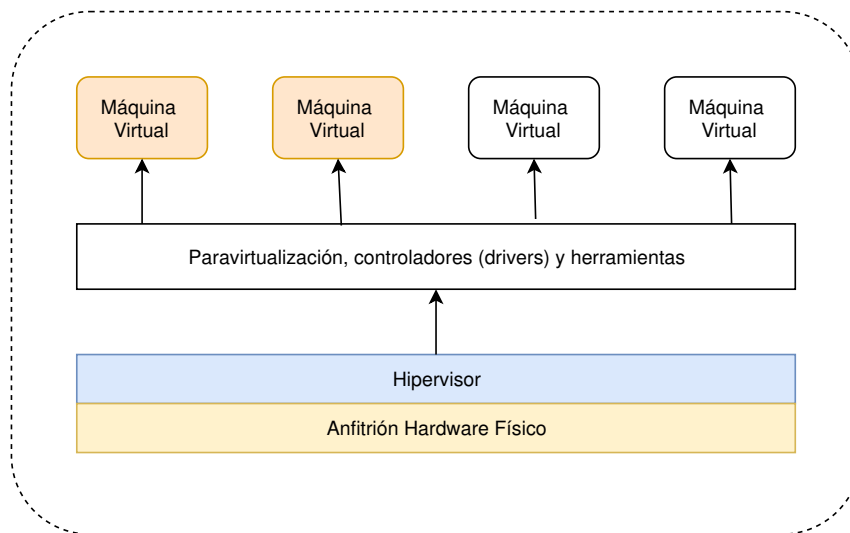 Máquina
Virtual
Máquina
Virtual
Máquina
Virtual
Máquina
Virtual
Paravirtualización, controladores (drivers) y herramientas
Hipervisor
Anfitrión Hardware Físico